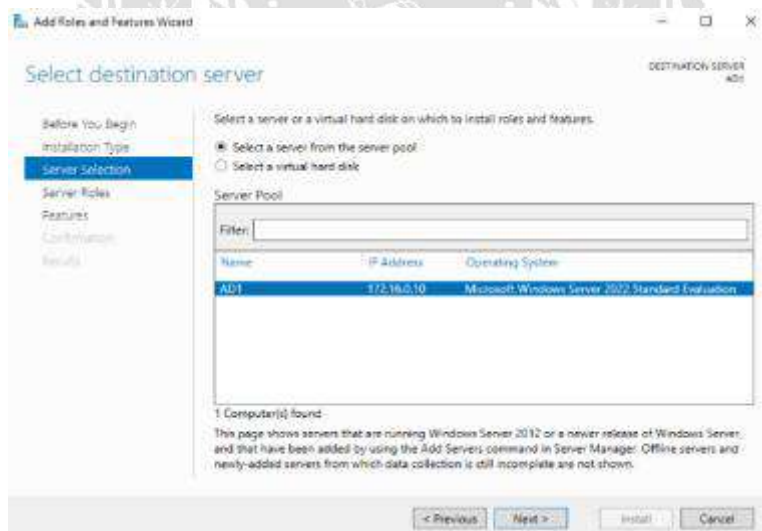 Add Roles and Features Wizard
Select destination server
DESTINATION SERVER
AD1
Before You Begin
Installation Type
Server Selection
Server Roles
Features
Confirmation
Results
Select a server or a virtual hard disk on which to install roles and features.
Select a server from the server pool
Select a virtual hard disk
Server Pool
Filter:
Name IP Address Operating System
AD1 172.16.0.10 Microsoft Windows Server 2022 Standard Evaluation
1 Computer(s) found
This page shows servers that are running Windows Server 2012 or a newer release of Windows Server,
and that have been added by using the Add Servers command in Server Manager. Offline servers and
newly-added servers from which data collection is still incomplete are not shown.
< Previous Next > Install Cancel